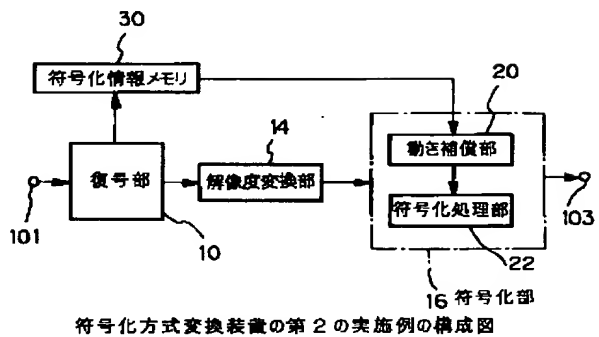 30
符号化情報メモリ
20
14
動き補償部
復号部
解像度変換部
101
103
符号化処理部
10
22
16 符号化部
符号化方式変換装置の第2の実施例の構成図